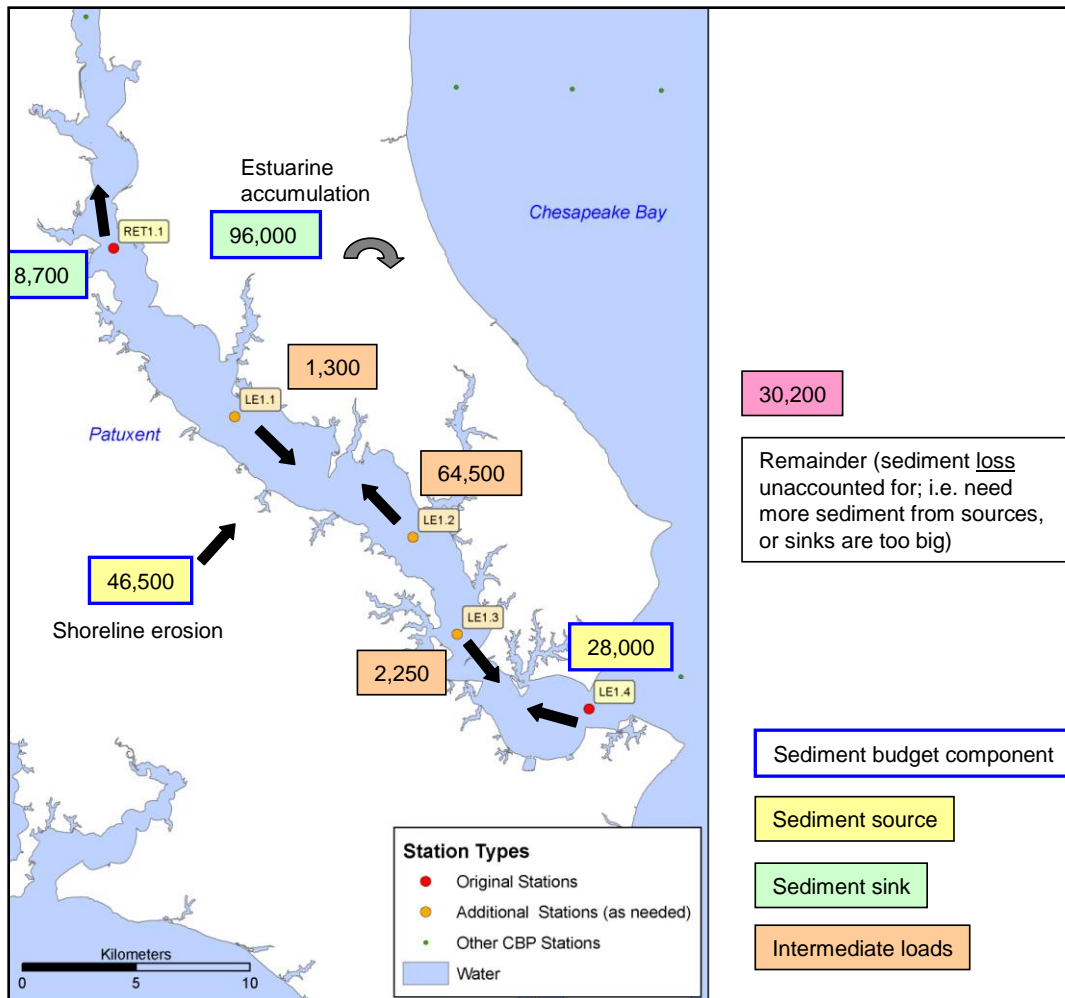 Estuarine
accumulation
96,000
Chesapeake Bay
RET1.1
8,700
1,300
LE1.1
30,200
Patuxent
Remainder (sediment loss
unaccounted for; i.e. need
more sediment from sources,
or sinks are too big)
64,500
LE1.2
46,500
Shoreline erosion
LE1.3
28,000
2,250
LE1.4
Sediment budget component
Sediment source
Sediment sink
Intermediate loads
Station Types
Original Stations
Additional Stations (as needed)
Other CBP Stations
Water
Kilometers
0 5 10